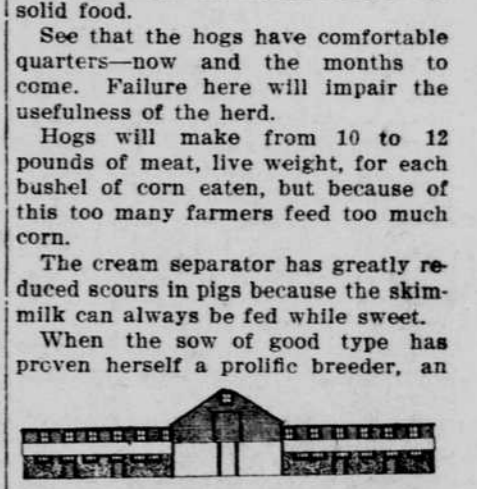 solid food.
See that the hogs have comfortable
quarters—now and the months to
come. Failure here will impair the
usefulness of the herd.
Hogs will make from 10 to 12
pounds of meat, live weight, for each
bushel of corn eaten, but because of
this too many farmers feed too much
corn.
The cream separator has greatly re-
duced scours in pigs because the skim-
milk can always be fed while sweet.
When the sow of good type has
proven herself a prolific breeder, an